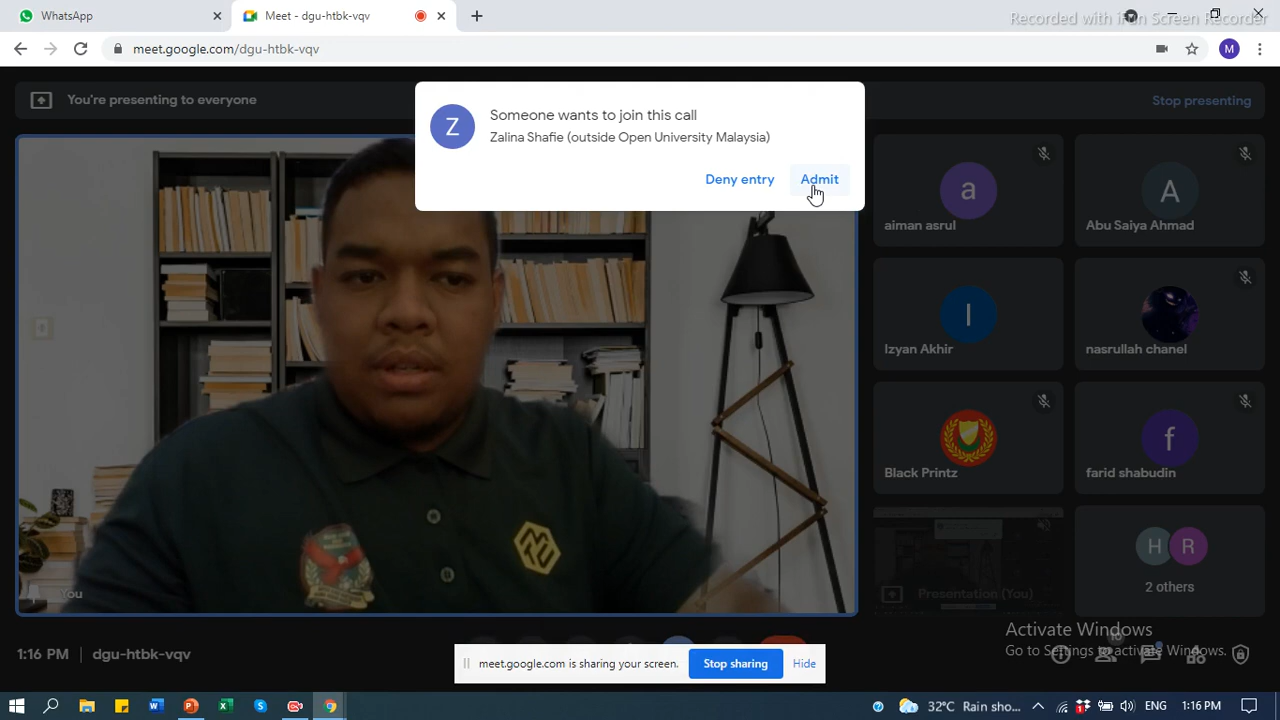 WhatsApp
Meet - dgu-htbk-vqv
Recorded with iFun Screen Recorder
meet.google.com/dgu-htbk-vqv
M
You're presenting to everyone
Stop presenting
Z
Someone wants to join this call
Zalina Shafie (outside Open University Malaysia)
Deny entry
Admit
a
aiman asrul
A
Abu Saiya Ahmad
I
Izyan Akhir
nasrullah chanel
Black Printz
f
farid shabudin
You
Presentation (You)
H
R
2 others
Activate Windows
Go to Settings to activate Windows.
1:16 PM
dgu-htbk-vqv
meet.google.com is sharing your screen.
Stop sharing
Hide
32°C Rain sho...
ENG
1:16 PM